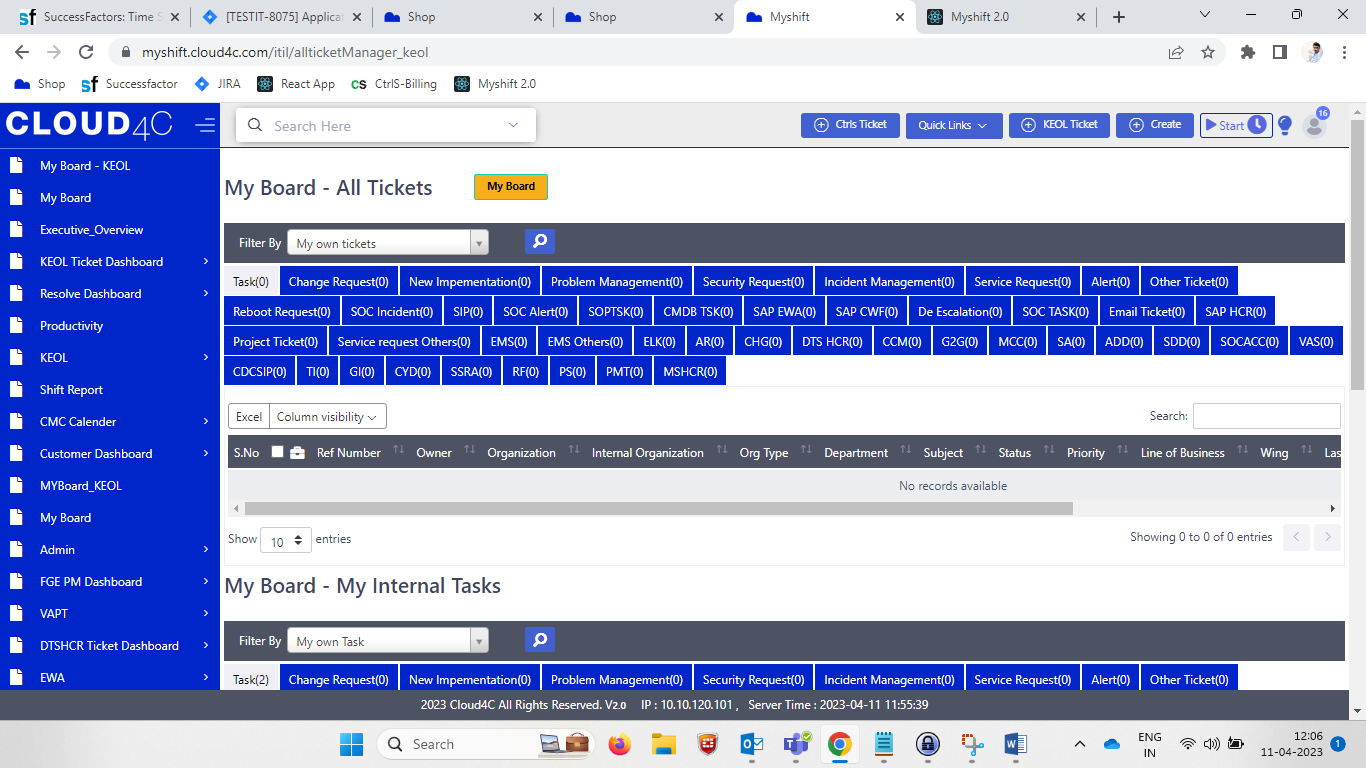 SuccessFactors: Time S
[TESTIT-8075] Applicat
Shop
Shop
Myshift
Myshift 2.0
myshift.cloud4c.com/itil/allticketManager_keol
Shop
Successfactor
JIRA
React App
CtrlS-Billing
Myshift 2.0
CLOUD4C
Search Here
Ctrls Ticket
Quick Links
KEOL Ticket
Create
Start
16
My Board - KEOL
My Board
Executive_Overview
KEOL Ticket Dashboard
Resolve Dashboard
Productivity
KEOL
Shift Report
CMC Calender
Customer Dashboard
MYBoard_KEOL
My Board
Admin
FGE PM Dashboard
VAPT
DTSHCR Ticket Dashboard
EWA
My Board - All Tickets
My Board
Filter By My own tickets
Task(0) Change Request(0) New Impementation(0) Problem Management(0) Security Request(0) Incident Management(0) Service Request(0) Alert(0) Other Ticket(0)
Reboot Request(0) SOC Incident(0) SIP(0) SOC Alert(0) SOPTSK(0) CMDB TSK(0) SAP EWA(0) SAP CWF(0) De Escalation(0) SOC TASK(0) Email Ticket(0) SAP HCR(0)
Project Ticket(0) Service request Others(0) EMS(0) EMS Others(0) ELK(0) AR(0) CHG(0) DTS HCR(0) CCM(0) G2G(0) MCC(0) SA(0) ADD(0) SDD(0) SOCACC(0) VAS(0)
CDCSIP(0) TI(0) GI(0) CYD(0) SSRA(0) RF(0) PS(0) PMT(0) MSHCR(0)
Excel Column visibility
Search:
S.No Ref Number Owner Organization Internal Organization Org Type Department Subject Status Priority Line of Business Wing Las
No records available
Show 10 entries
Showing 0 to 0 of 0 entries
My Board - My Internal Tasks
Filter By My own Task
Task(2) Change Request(0) New Impementation(0) Problem Management(0) Security Request(0) Incident Management(0) Service Request(0) Alert(0) Other Ticket(0)
2023 Cloud4C All Rights Reserved. V2.0 IP : 10.10.120.101 , Server Time : 2023-04-11 11:55:39
Search
ENG
IN
12:06
11-04-2023
1